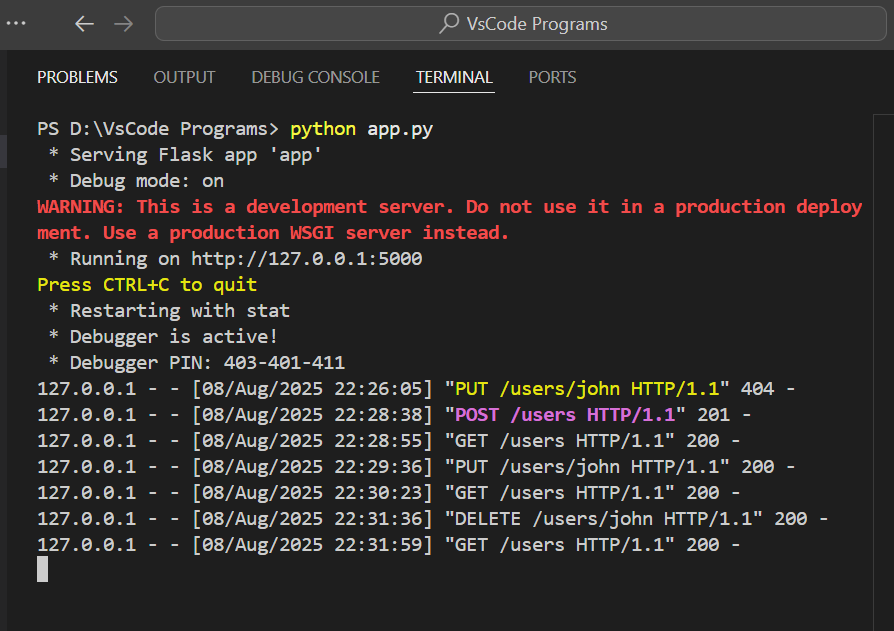 VsCode Programs
PROBLEMS OUTPUT DEBUG CONSOLE TERMINAL PORTS
PS D:\VsCode Programs> python app.py
 * Serving Flask app 'app'
 * Debug mode: on
WARNING: This is a development server. Do not use it in a production deploy
ment. Use a production WSGI server instead.
 * Running on http://127.0.0.1:5000
Press CTRL+C to quit
 * Restarting with stat
 * Debugger is active!
 * Debugger PIN: 403-401-411
127.0.0.1 - - [08/Aug/2025 22:26:05] "PUT /users/john HTTP/1.1" 404 -
127.0.0.1 - - [08/Aug/2025 22:28:38] "POST /users HTTP/1.1" 201 -
127.0.0.1 - - [08/Aug/2025 22:28:55] "GET /users HTTP/1.1" 200 -
127.0.0.1 - - [08/Aug/2025 22:29:36] "PUT /users/john HTTP/1.1" 200 -
127.0.0.1 - - [08/Aug/2025 22:30:23] "GET /users HTTP/1.1" 200 -
127.0.0.1 - - [08/Aug/2025 22:31:36] "DELETE /users/john HTTP/1.1" 200 -
127.0.0.1 - - [08/Aug/2025 22:31:59] "GET /users HTTP/1.1" 200 -